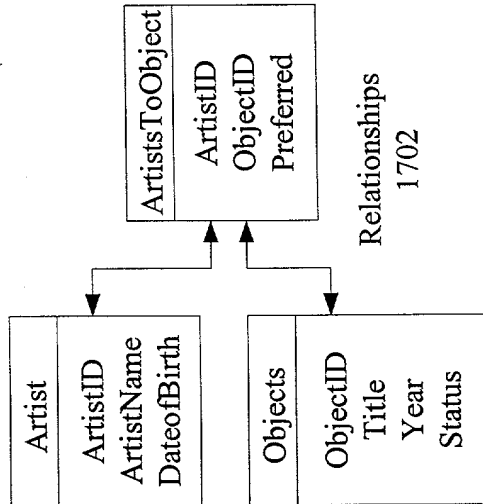 Artist
ArtistID
ArtistName
DateofBirth
Objects
ObjectID
Title
Year
Status
ArtistsToObject
ArtistID
ObjectID
Preferred
Relationships
1702